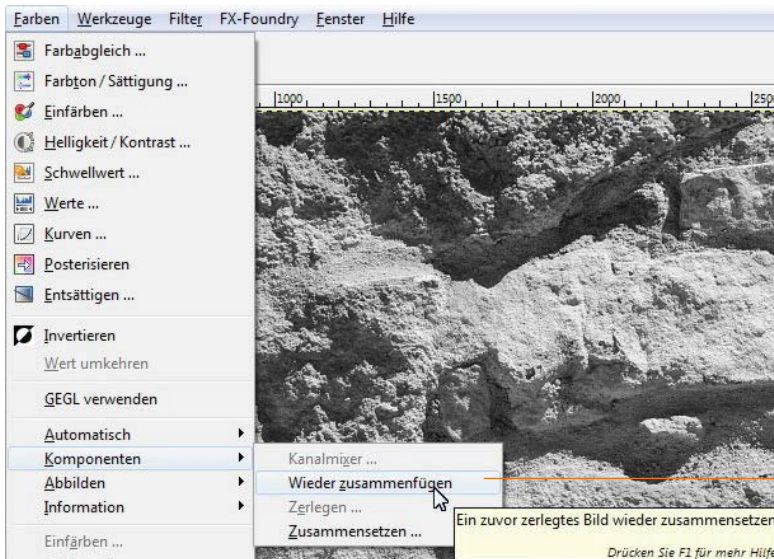 Farben Werkzeuge Filter FX-Foundry Fenster Hilfe
Farbabgleich ...
Farbton / Sättigung ...
Einfärben ...
Helligkeit / Kontrast ...
Schwellwert ...
Werte ...
Kurven ...
Posterisieren
Entsättigen ...
Invertieren
Wert umkehren
GEGL verwenden
Automatisch
Komponenten
Abbilden
Information
Einfärben ...
1000 1500 2000 2500
Kanalmixer ...
Wieder zusammenfügen
Zerlegen ...
Zusammensetzen ...
Ein zuvor zerlegtes Bild wieder zusammensetzen
Drücken Sie F1 für mehr Hilfe